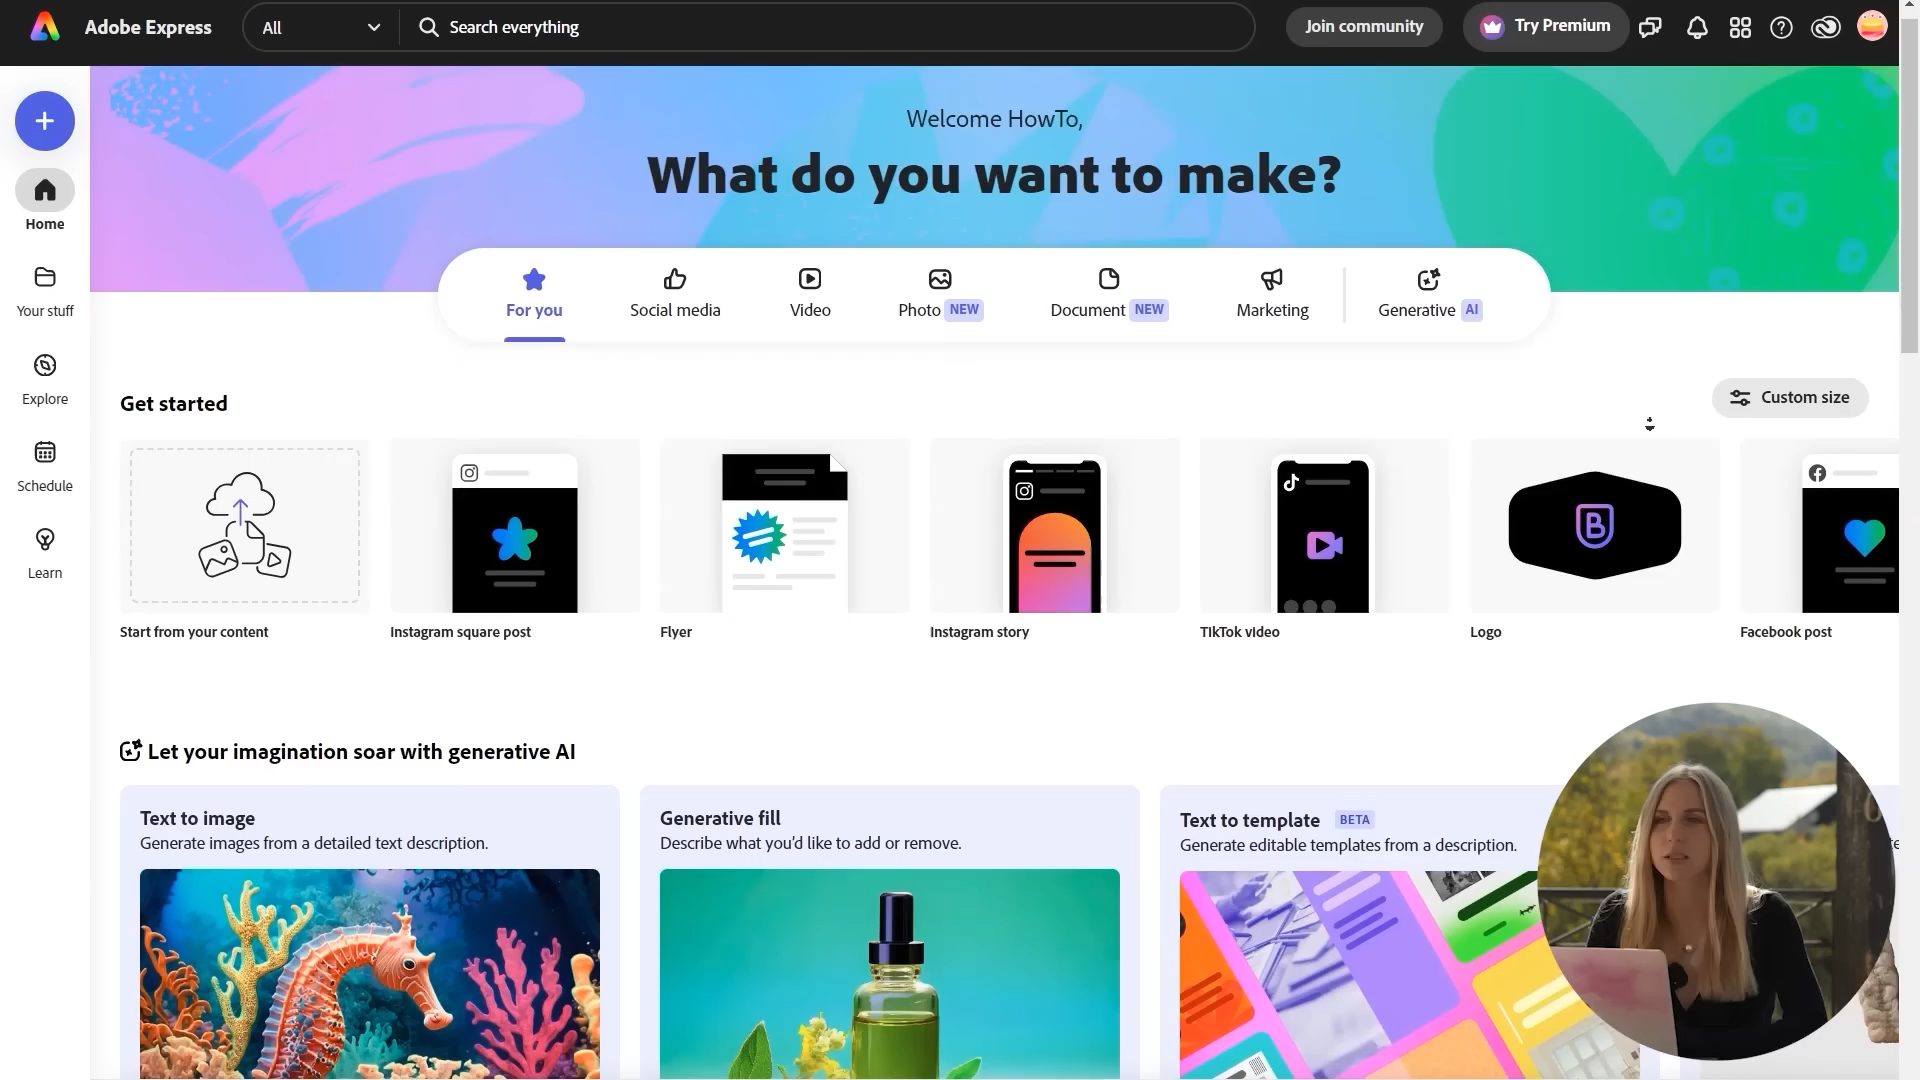 Adobe Express
All
Search everything
Join community
Try Premium
Welcome HowTo,
What do you want to make?
Home
Your stuff
Explore
Schedule
Learn
For you
Social media
Video
Photo NEW
Document NEW
Marketing
Generative AI
Get started
Custom size
Start from your content
Instagram square post
Flyer
Instagram story
TikTok video
B
Logo
Facebook post
Let your imagination soar with generative AI
Text to image
Generate images from a detailed text description.
Generative fill
Describe what you'd like to add or remove.
Text to template BETA
Generate editable templates from a description.